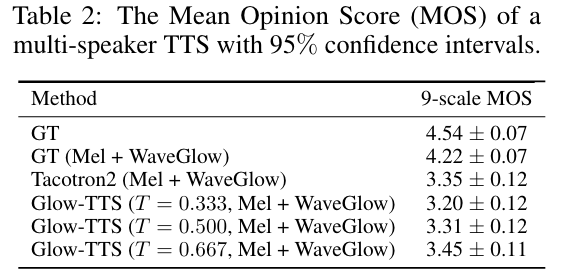 Table 2: The Mean Opinion Score (MOS) of a
multi-speaker TTS with 95% confidence intervals.
Method 9-scale MOS
GT 4.54 ± 0.07
GT (Mel + WaveGlow) 4.22 ± 0.07
Tacotron2 (Mel + WaveGlow) 3.35 ± 0.12
Glow-TTS (T = 0.333, Mel + WaveGlow) 3.20 ± 0.12
Glow-TTS (T = 0.500, Mel + WaveGlow) 3.31 ± 0.12
Glow-TTS (T = 0.667, Mel + WaveGlow) 3.45 ± 0.11